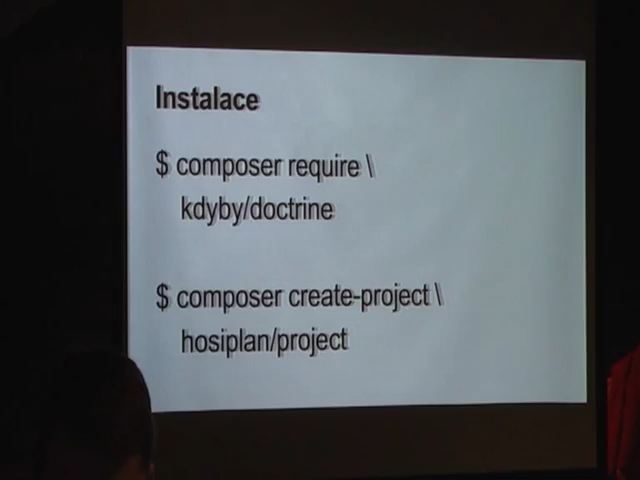 Instalace
$ composer require \
kdyby/doctrine
$ composer create-project \
hosiplan/project